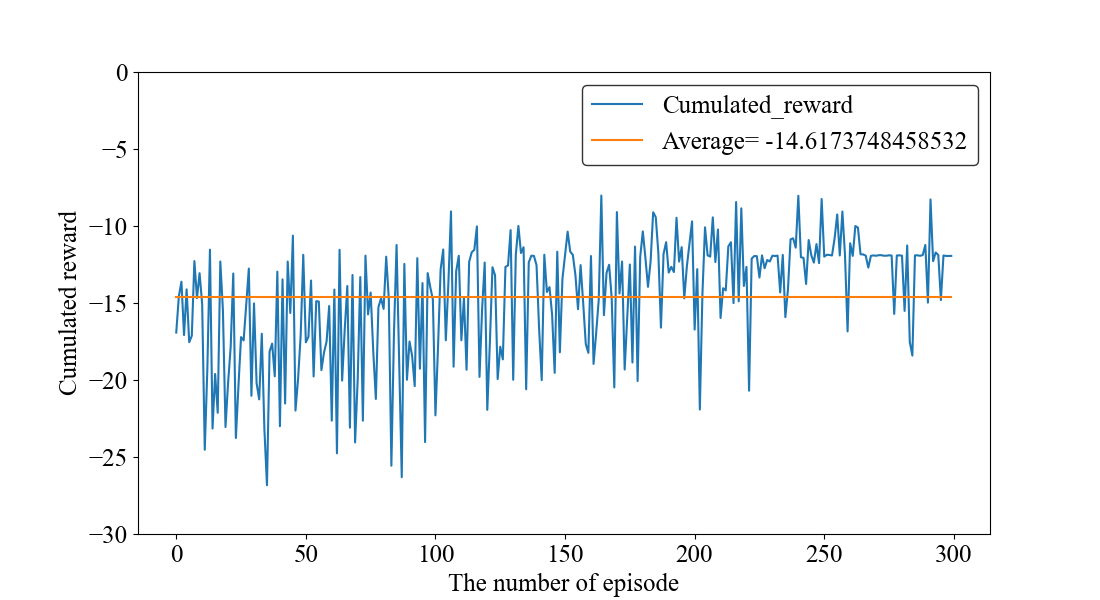 0
−5
−10
−15
−20
−25
−30
Cumulated reward
Cumulated_reward
Average= -14.6173748458532
0 50 100 150 200 250 300
The number of episode